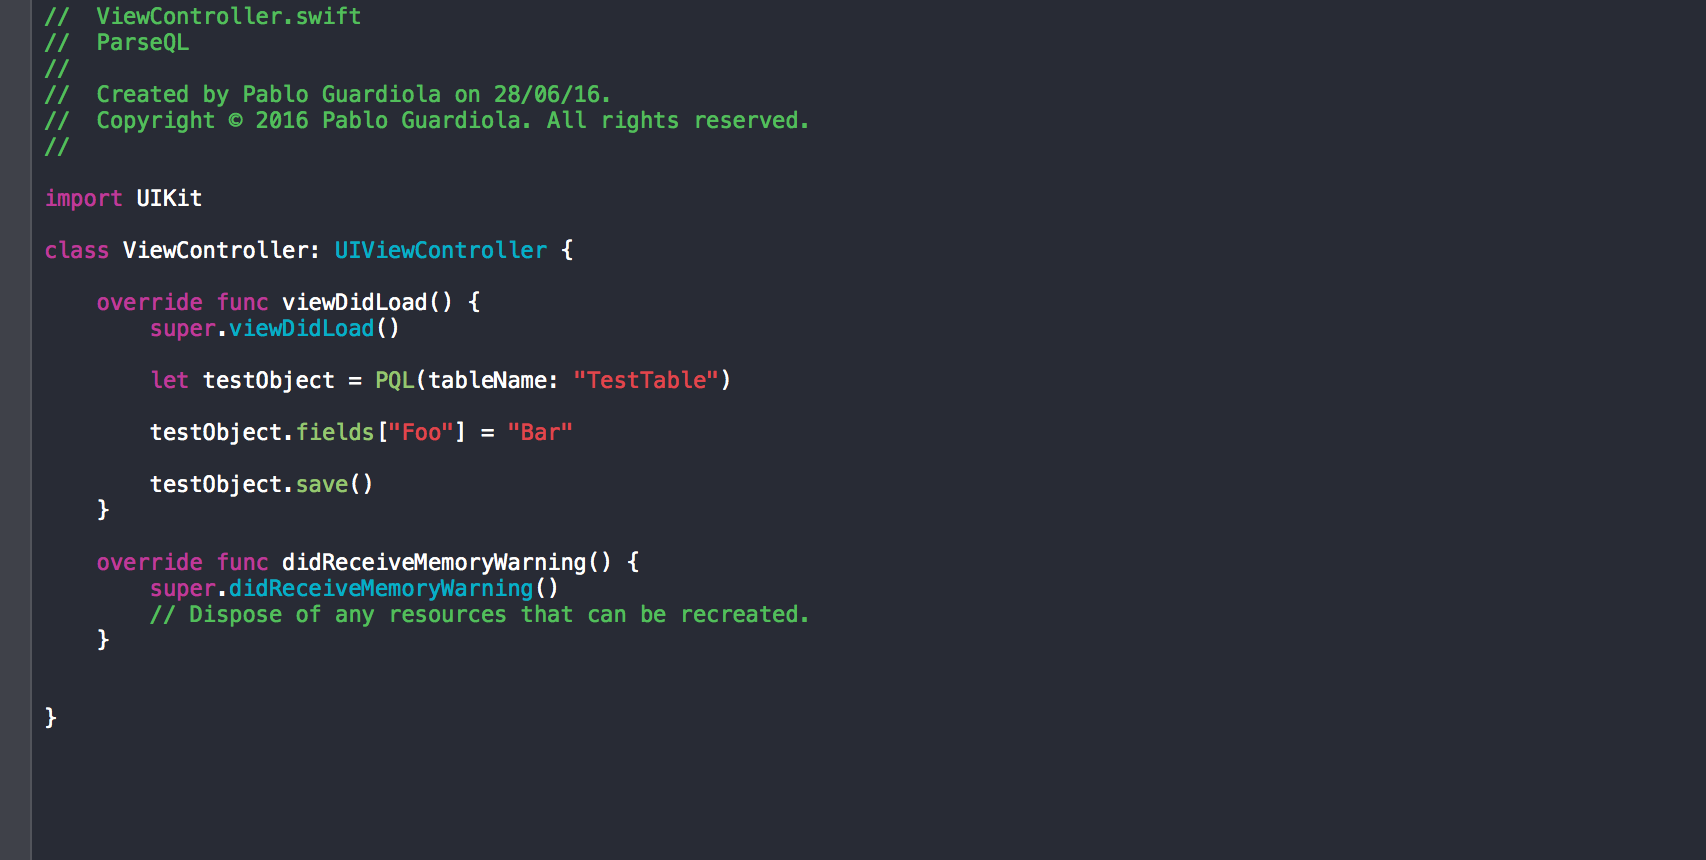 //  ViewController.swift
//  ParseQL
//
//  Created by Pablo Guardiola on 28/06/16.
//  Copyright © 2016 Pablo Guardiola. All rights reserved.
//
import UIKit
class ViewController: UIViewController {
    override func viewDidLoad() {
        super.viewDidLoad()
        let testObject = PQL(tableName: "TestTable")
        testObject.fields["Foo"] = "Bar"
        testObject.save()
    }
    override func didReceiveMemoryWarning() {
        super.didReceiveMemoryWarning()
        // Dispose of any resources that can be recreated.
    }
}